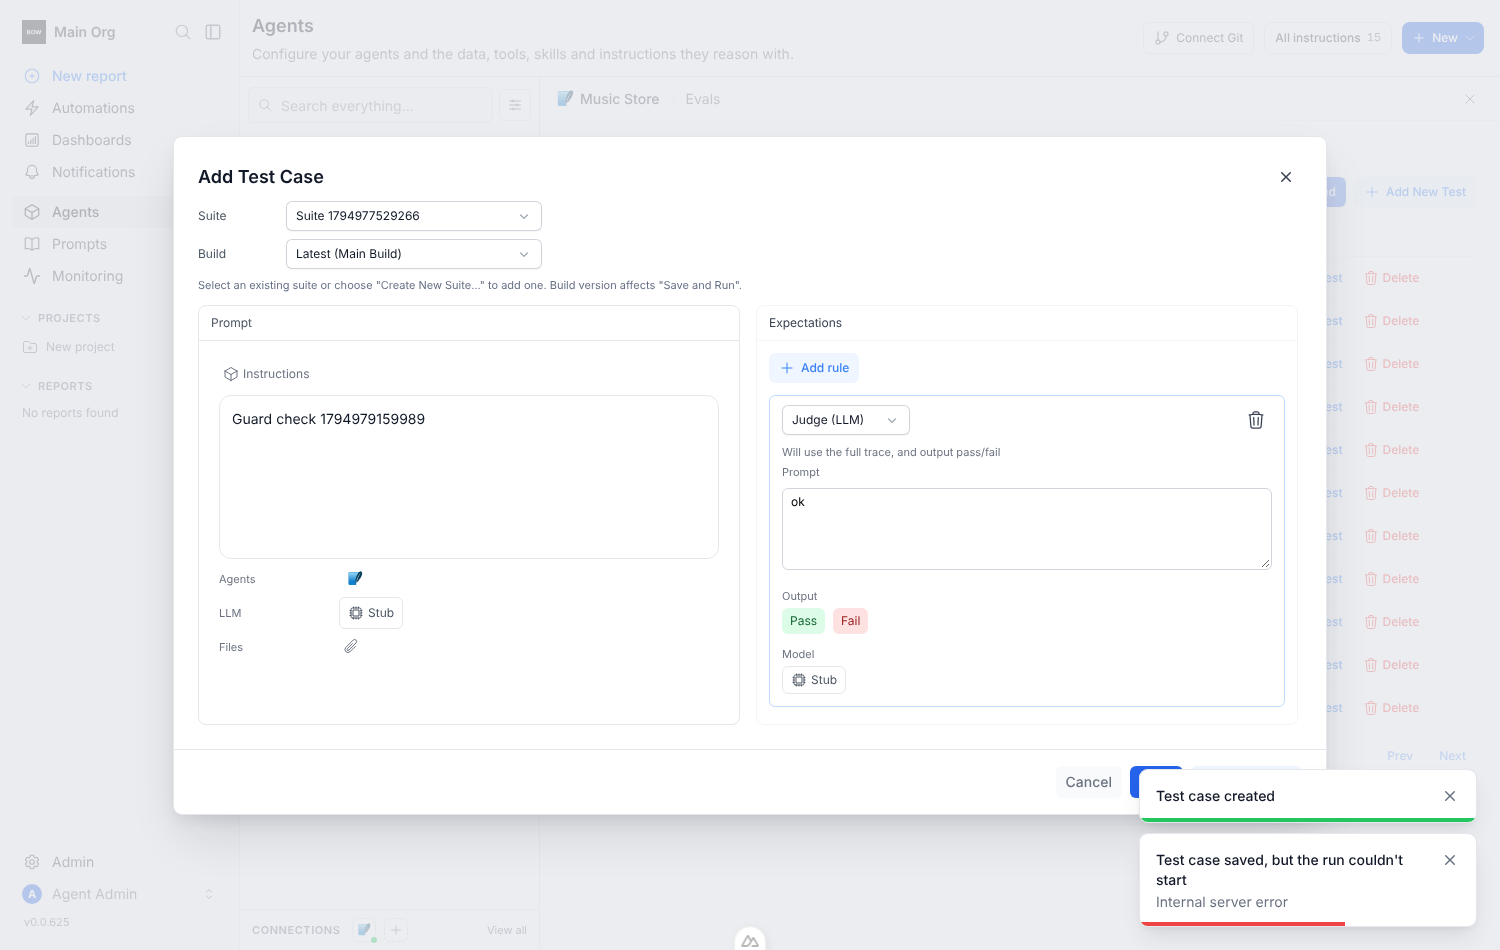 BOW Main Org
New report
Automations
Dashboards
Notifications
Agents
Prompts
Monitoring
PROJECTS
New project
REPORTS
No reports found
Admin
A Agent Admin
v0.0.625
Agents
Configure your agents and the data, tools, skills and instructions they reason with.
Connect Git
All instructions 15
New
Search everything...
Music Store
Evals
Add New Test
Add Test Case
Suite
Suite 1794977529266
Build
Latest (Main Build)
Select an existing suite or choose "Create New Suite..." to add one. Build version affects "Save and Run".
Prompt
Instructions
Guard check 1794979159989
Agents
LLM
Stub
Files
Expectations
Add rule
Judge (LLM)
Will use the full trace, and output pass/fail
Prompt
ok
Output
Pass
Fail
Model
Stub
Cancel
Delete
Delete
Delete
Delete
Delete
Delete
Delete
Delete
Delete
Delete
Delete
Prev
Next
Test case created
Test case saved, but the run couldn't
start
Internal server error
CONNECTIONS
View all